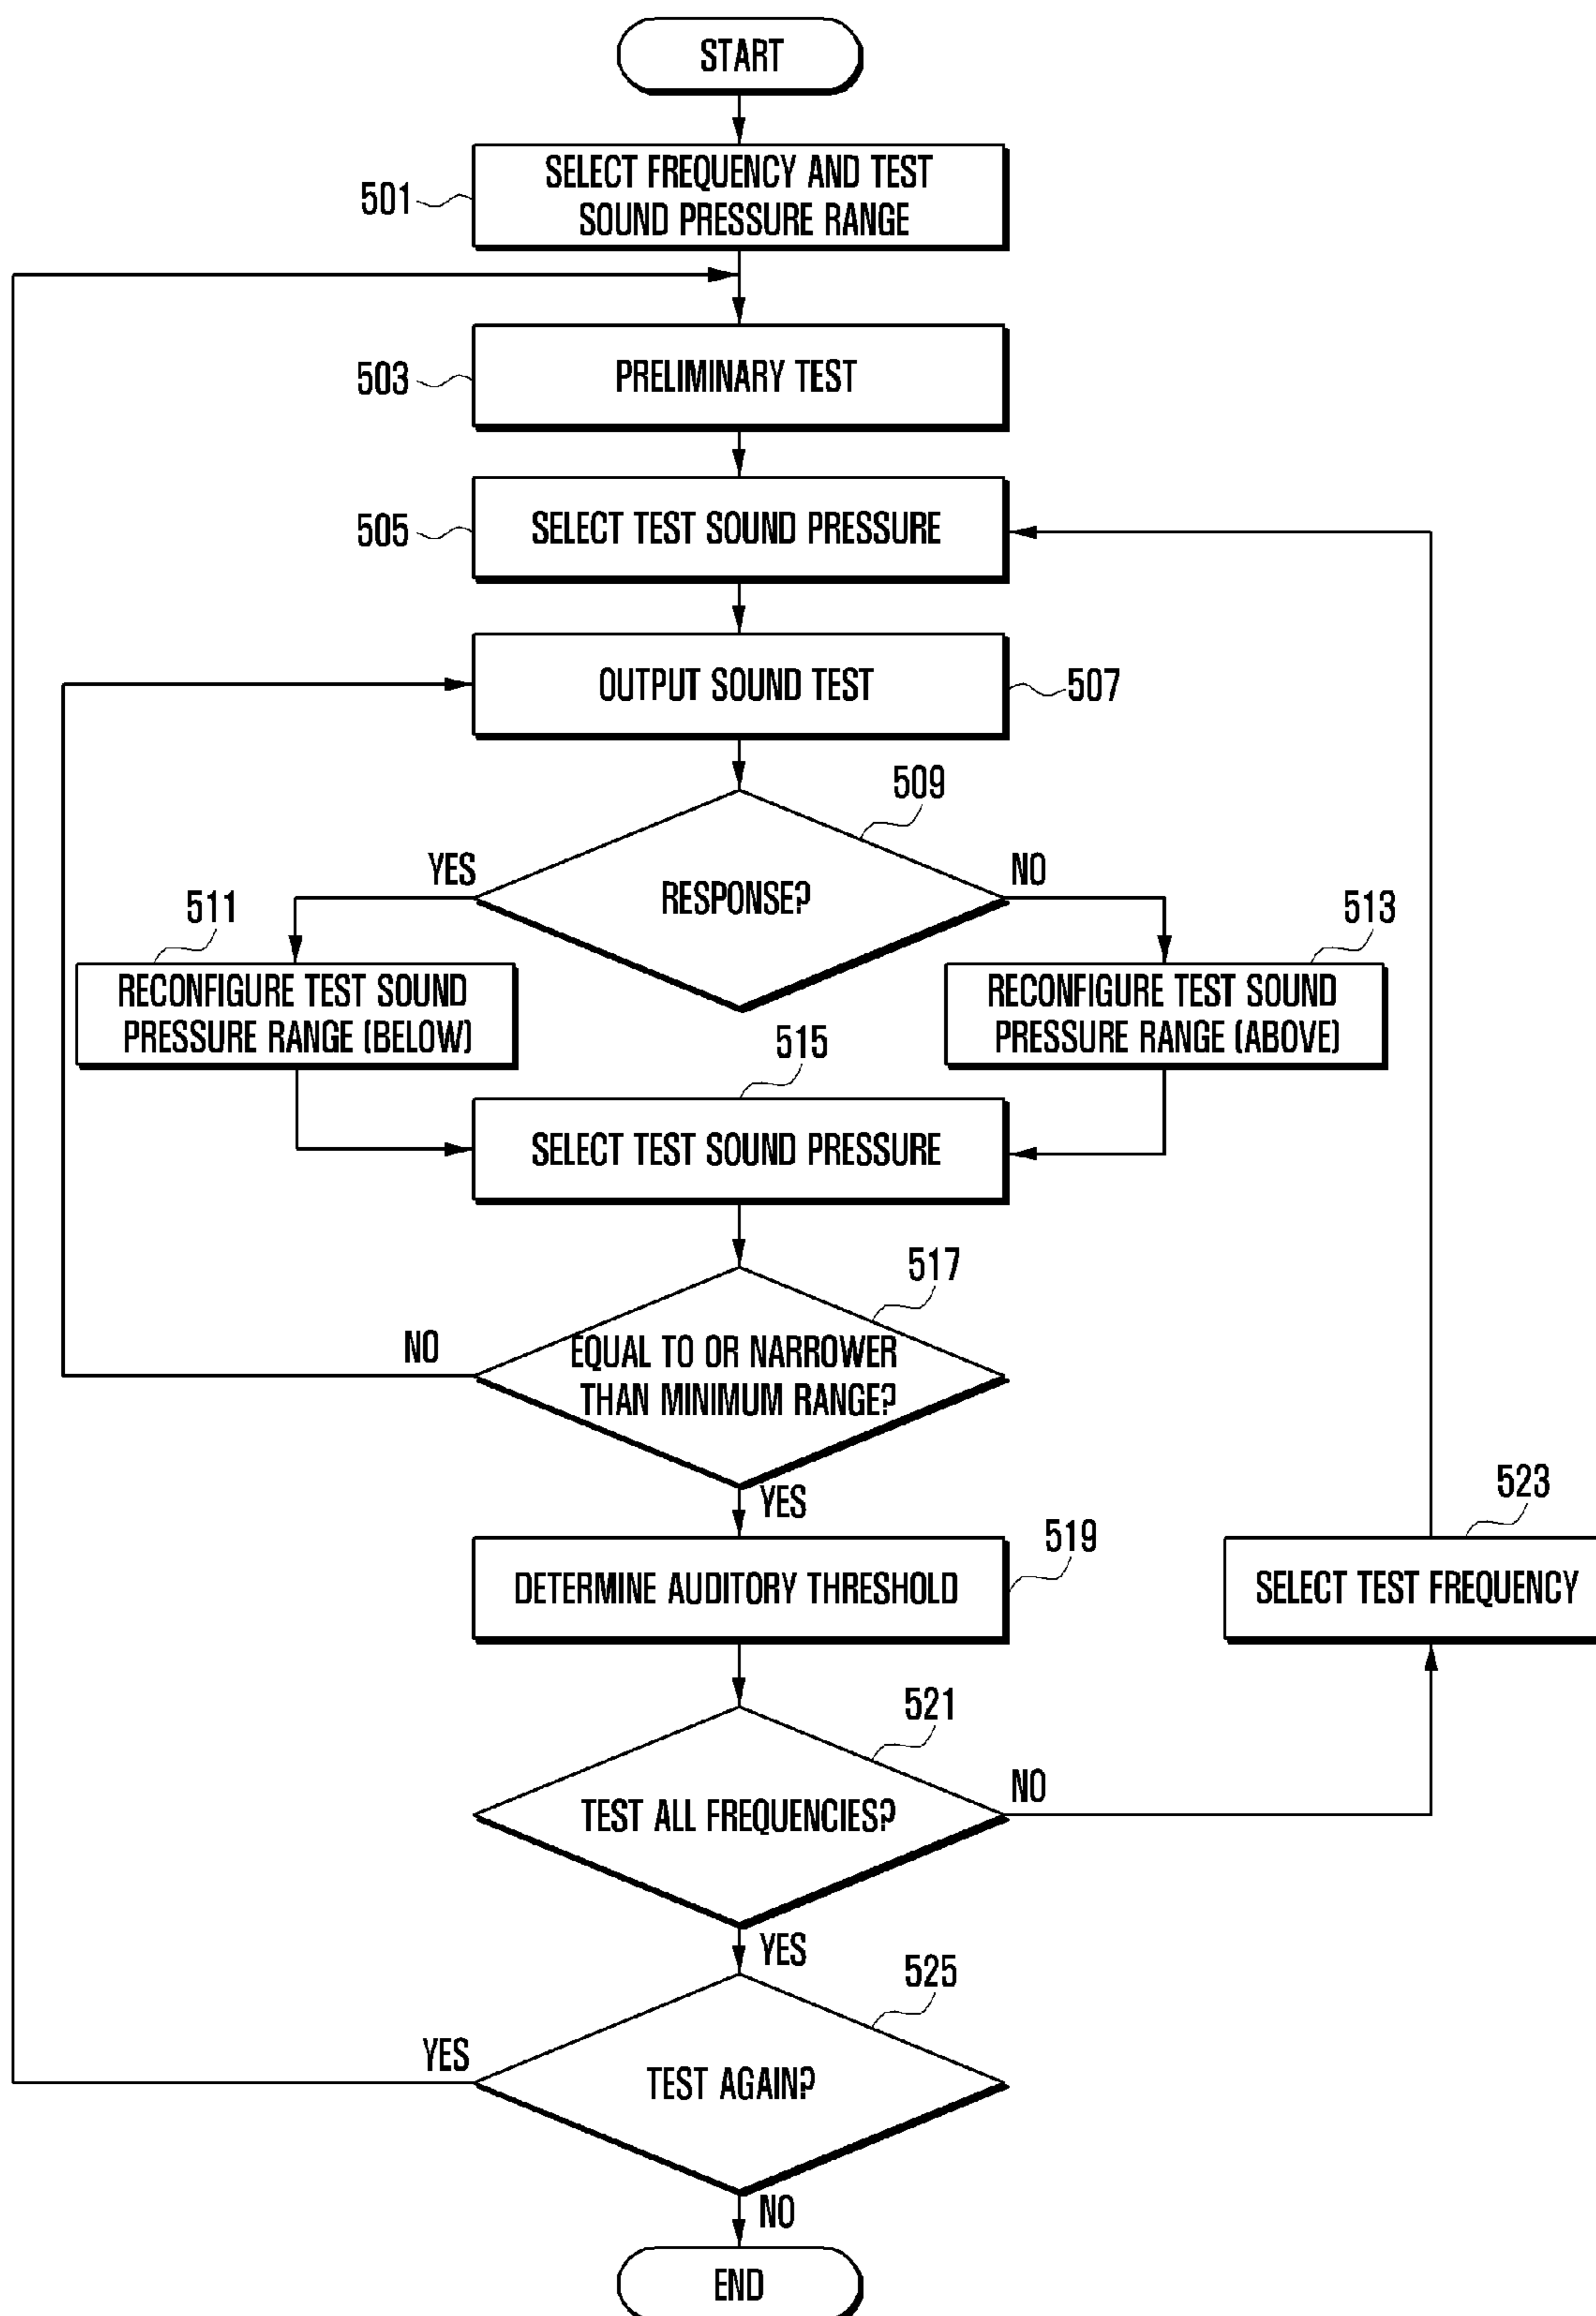 START
SELECT FREQUENCY AND TEST
SOUND PRESSURE RANGE
501
PRELIMINARY TEST
503
SELECT TEST SOUND PRESSURE
505
OUTPUT SOUND TEST
507
509
RESPONSE?
YES
NO
511
RECONFIGURE TEST SOUND
PRESSURE RANGE (BELOW)
513
RECONFIGURE TEST SOUND
PRESSURE RANGE (ABOVE)
515
SELECT TEST SOUND PRESSURE
517
EQUAL TO OR NARROWER
THAN MINIMUM RANGE?
NO
YES
519
DETERMINE AUDITORY THRESHOLD
523
SELECT TEST FREQUENCY
521
TEST ALL FREQUENCIES?
NO
YES
525
TEST AGAIN?
YES
NO
END